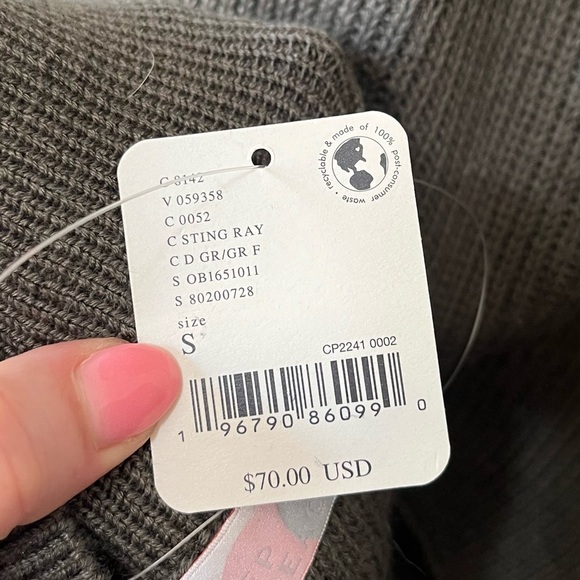 C 8142
V 059358
C 0052
C STING RAY
C D GR/GR F
S OB1651011
S 80200728
size
S
recyclable & made of 100% post-consumer waste •
CP2241 0002
1 96790 86099 0
$70.00 USD